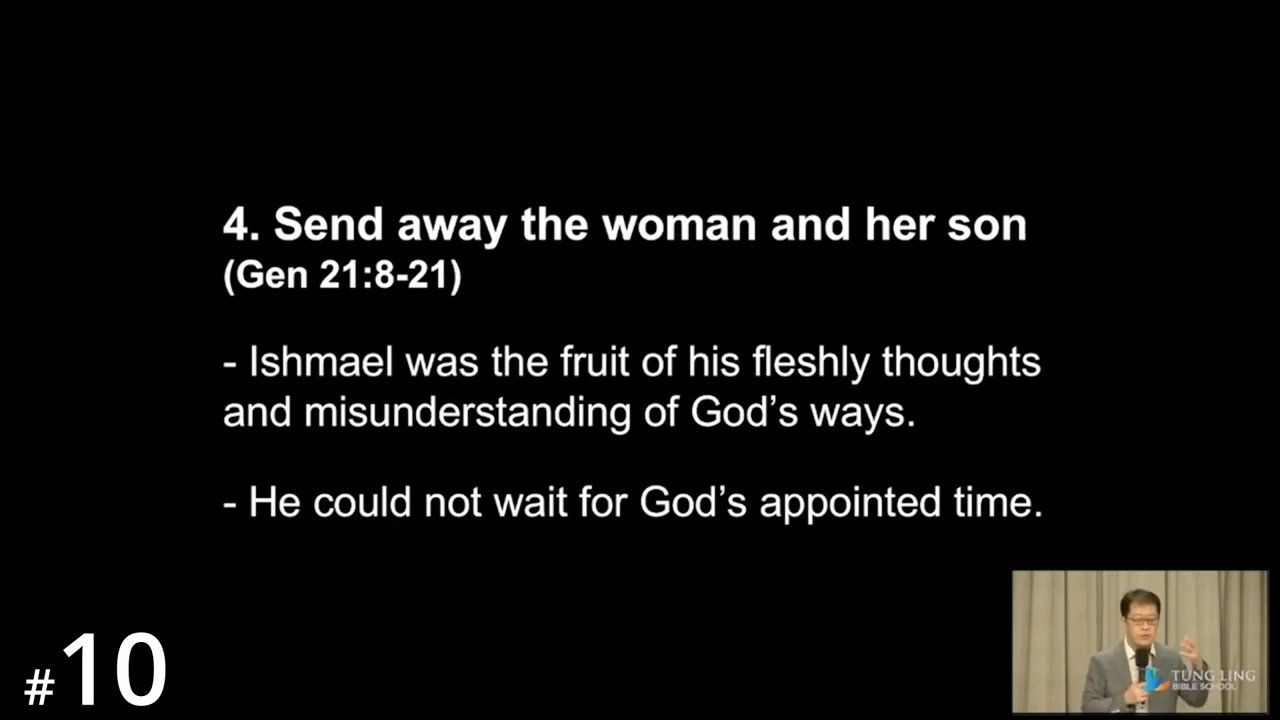 4. Send away the woman and her son
(Gen 21:8-21)
- Ishmael was the fruit of his fleshly thoughts
and misunderstanding of God’s ways.
- He could not wait for God’s appointed time.
#10
TUNG LING
BIBLE SCHOOL